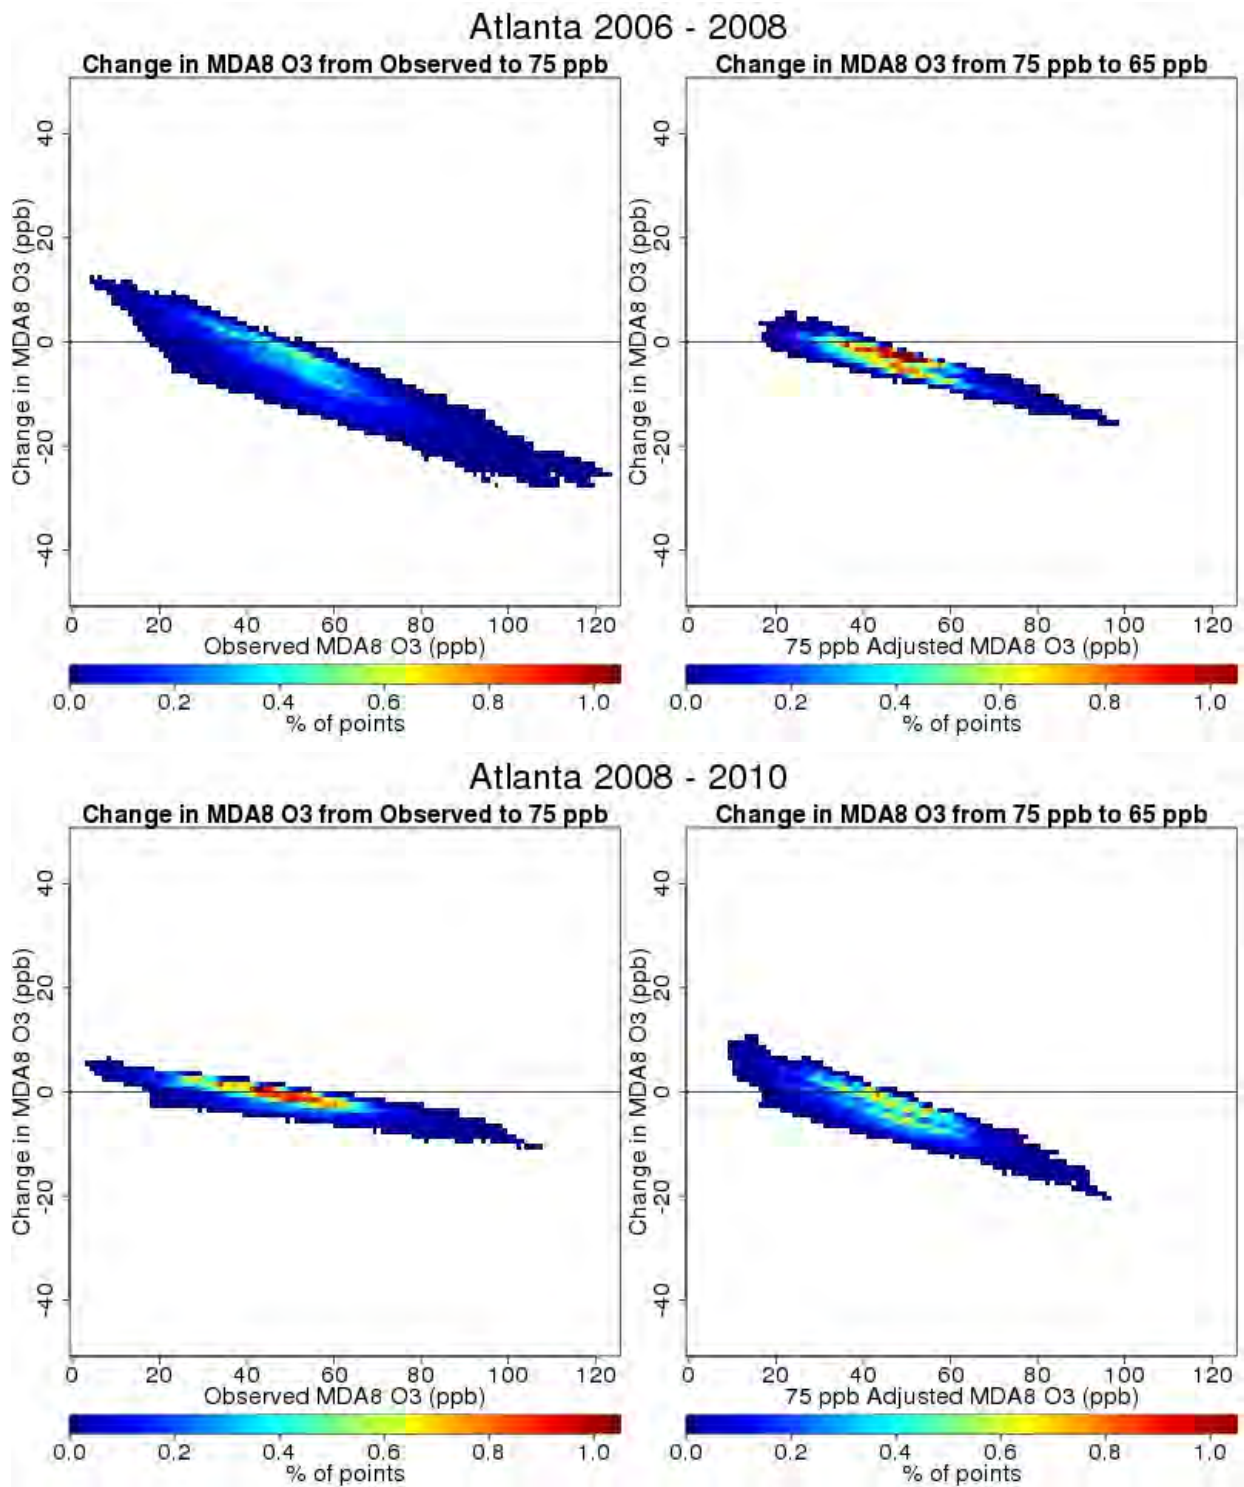 Atlanta 2006 - 2008
Change in MDA8 O3 from Observed to 75 ppb
Change in MDA8 O3 (ppb)
40
20
0
-20
-40
0 20 40 60 80 100 120
Observed MDA8 O3 (ppb)
0.0 0.2 0.4 0.6 0.8 1.0
% of points
Change in MDA8 O3 from 75 ppb to 65 ppb
Change in MDA8 O3 (ppb)
40
20
0
-20
-40
0 20 40 60 80 100 120
75 ppb Adjusted MDA8 O3 (ppb)
0.0 0.2 0.4 0.6 0.8 1.0
% of points
Atlanta 2008 - 2010
Change in MDA8 O3 from Observed to 75 ppb
Change in MDA8 O3 (ppb)
40
20
0
-20
-40
0 20 40 60 80 100 120
Observed MDA8 O3 (ppb)
0.0 0.2 0.4 0.6 0.8 1.0
% of points
Change in MDA8 O3 from 75 ppb to 65 ppb
Change in MDA8 O3 (ppb)
40
20
0
-20
-40
0 20 40 60 80 100 120
75 ppb Adjusted MDA8 O3 (ppb)
0.0 0.2 0.4 0.6 0.8 1.0
% of points